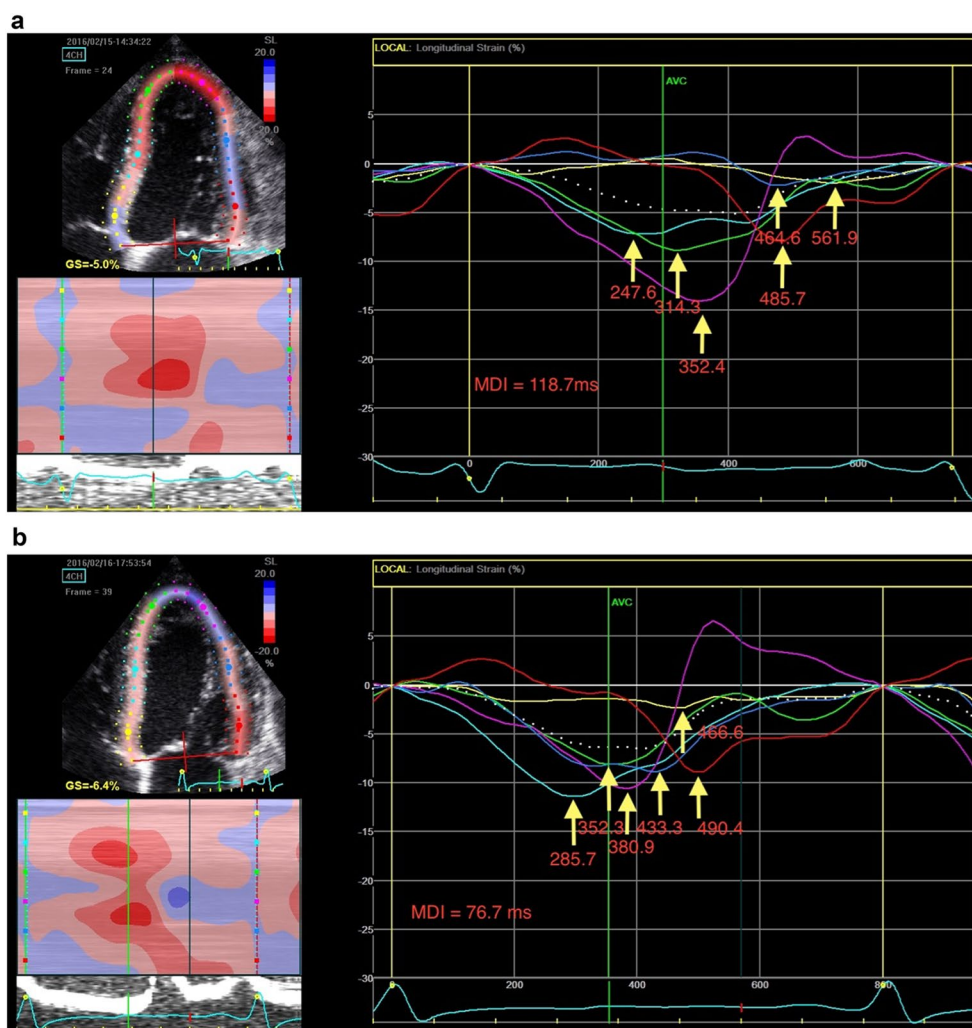 a
2016/02/15-14:34:22
4CH
Frame = 24
SL
20.0
20.0
%
GS=-5.0%
LOCAL: Longitudinal Strain (%)
AVC
5
0
-5
-10
-15
-20
-25
-30
464.6
561.9
247.6
485.7
314.3
352.4
MDI = 118.7ms
0
200
400
600
b
2016/02/16-17:53:54
4CH
Frame = 39
SL
20.0
-20.0
%
GS=-6.4%
LOCAL: Longitudinal Strain (%)
AVC
5
0
-5
-10
-15
-20
-25
-30
466.6
352.3
433.3
490.4
380.9
285.7
MDI = 76.7 ms
200
400
600
800